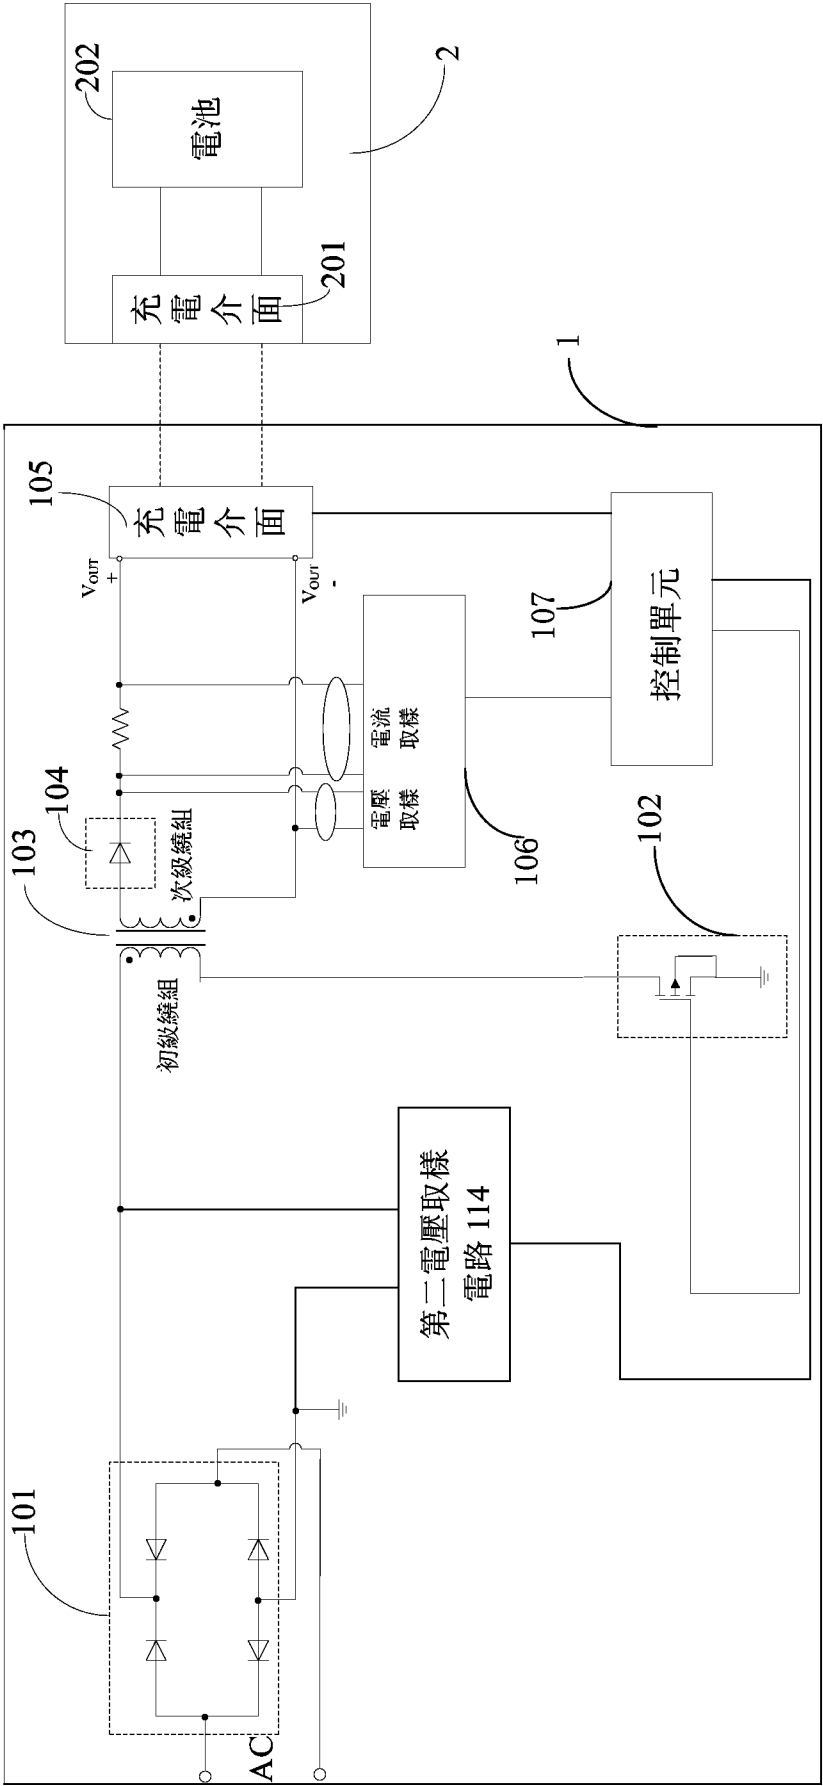 101
AC
第二電壓取樣
電路 114
初級繞組
103
次級繞組
104
102
106
電壓
取樣
電流
取樣
V_OUT
+
V_OUT
-
105
充電介面
107
控制單元
1
201
充電介面
202
電池
2